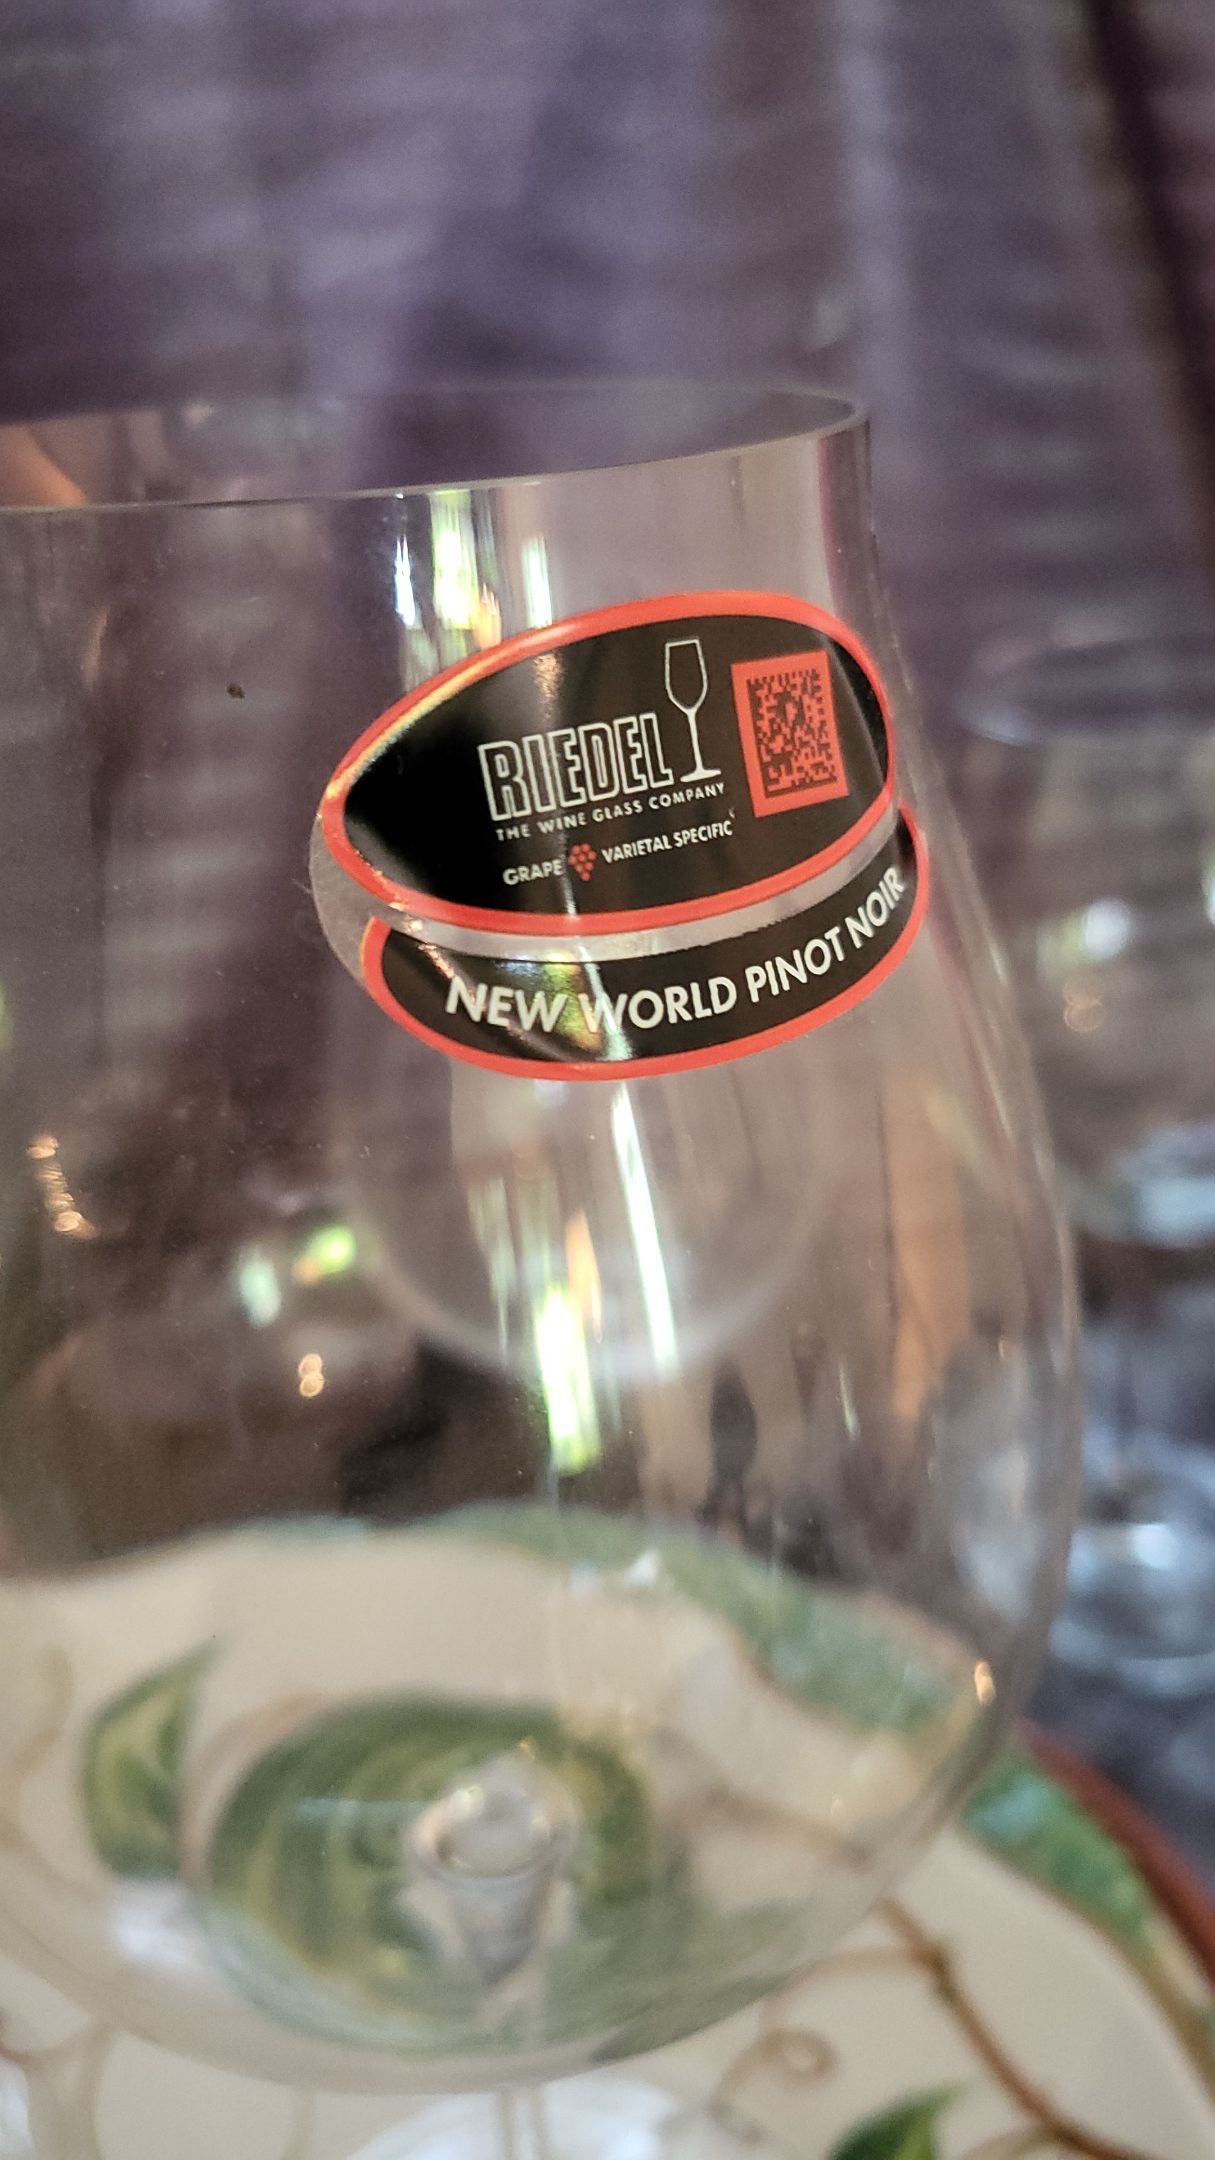 RIEDEL
THE WINE GLASS COMPANY
GRAPE VARIETAL SPECIFIC
NEW WORLD PINOT NOIR